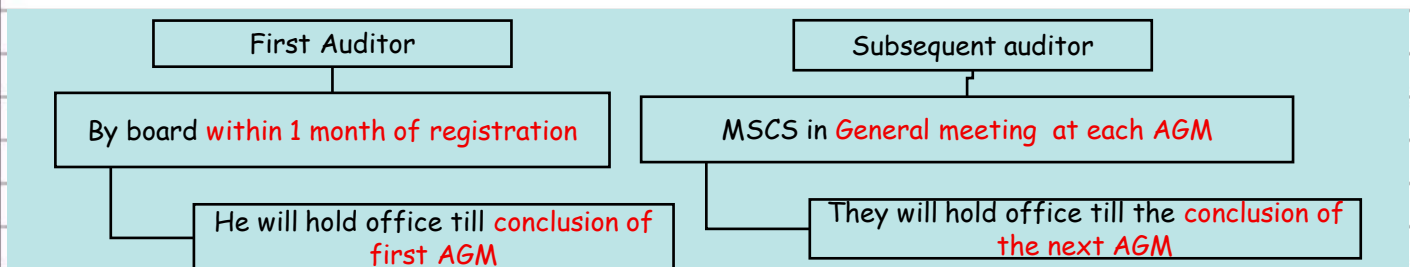 First Auditor
By board within 1 month of registration
He will hold office till conclusion of
first AGM
Subsequent auditor
MSCS in General meeting at each AGM
They will hold office till the conclusion of
the next AGM